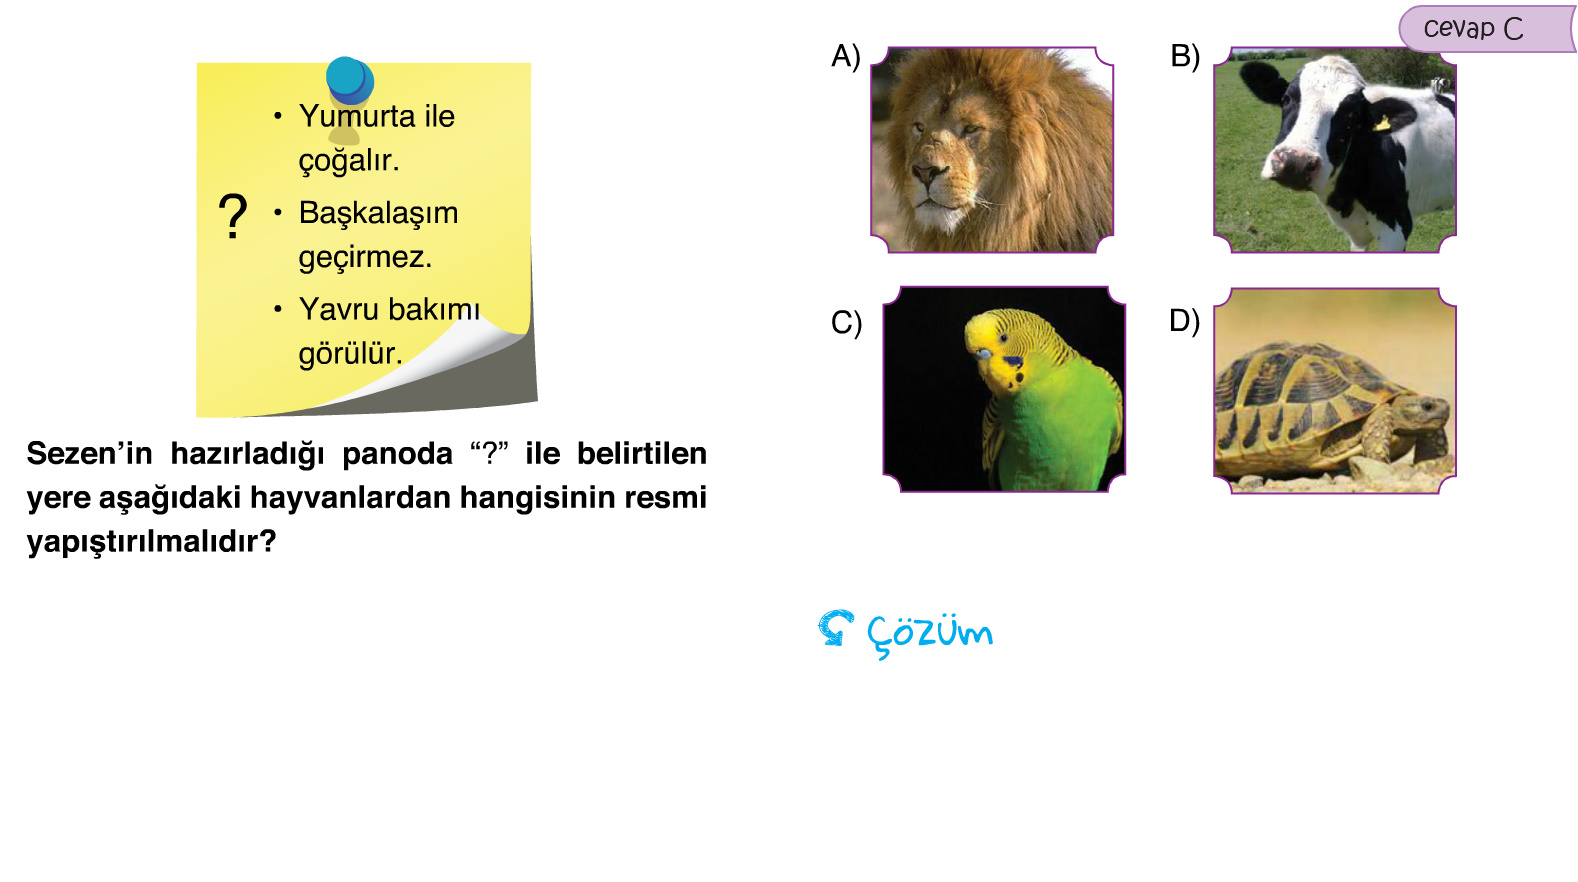 • Yumurta ile
çoğalır.
? • Başkalaşım
geçirmez.
• Yavru bakımı
görülür.
Sezen’in hazırladığı panoda “?” ile belirtilen
yere aşağıdaki hayvanlardan hangisinin resmi
yapıştırılmalıdır?
A)
B)
cevap C
C)
D)
Çözüm